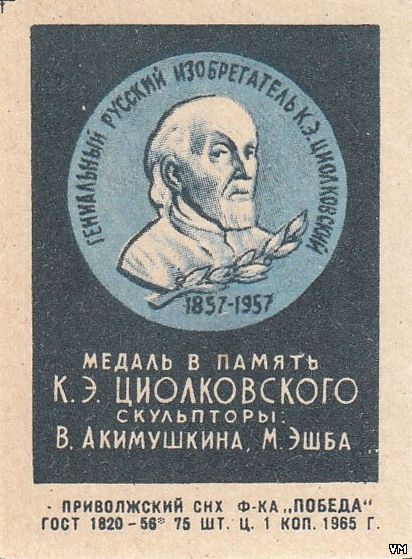 ГЕНИАЛЬНЫЙ РУССКИЙ ИЗОБРЕТАТЕЛЬ К.Э. ЦИОЛКОВСКИЙ
1857-1957
МЕДАЛЬ В ПАМЯТЬ
К. Э. ЦИОЛКОВСКОГО
СКУЛЬПТОРЫ:
В. АКИМУШКИНА, М. ЭШБА
ПРИВОЛЖСКИЙ СНХ Ф-КА „ПОБЕДА"
ГОСТ 1820-56* 75 ШТ. Ц. 1 КОП. 1965 Г.
VM